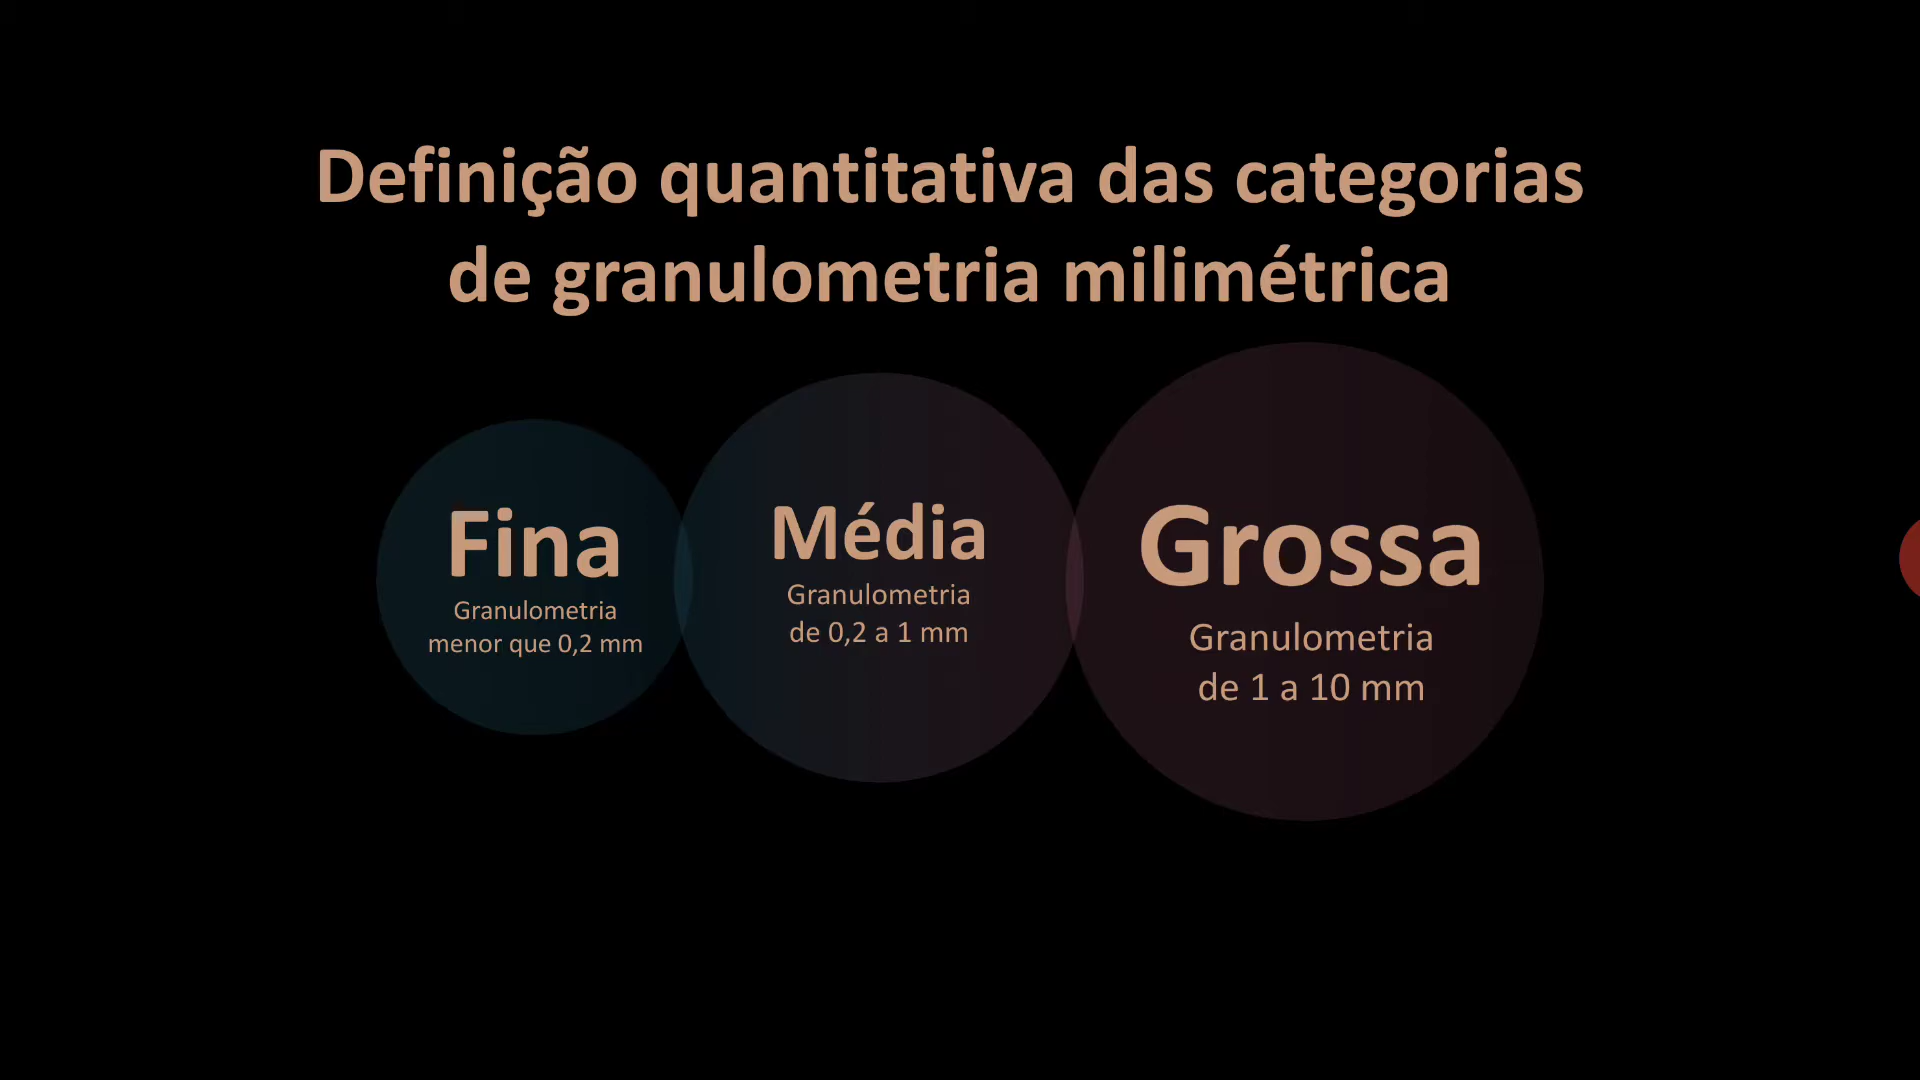 Definição quantitativa das categorias
de granulometria milimétrica
Fina
Granulometria
menor que 0,2 mm
Média
Granulometria
de 0,2 a 1 mm
Grossa
Granulometria
de 1 a 10 mm